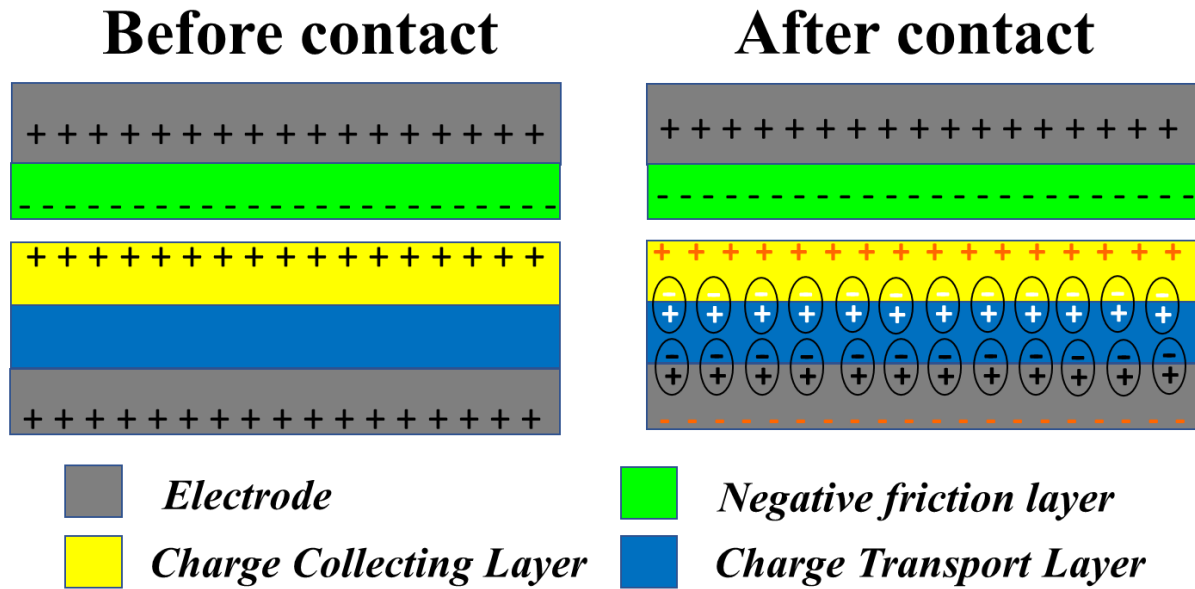 Before contact
After contact
+ + + + + + + + + + + + + + + + +
+ + + + + + + + + + + + + + + + +
- - - - - - - - - - - - - - - - - - - - - - - -
- - - - - - - - - - - - - - - - - - - - - - - -
+ + + + + + + + + + + + + + + + +
+ + + + + + + + + + + + + + + +
- - - - - - - - - - - -
+ + + + + + + + + + + +
- - - - - - - - - - - -
+ + + + + + + + + + + +
+ + + + + + + + + + + + + + + + +
- - - - - - - - - - - - - - - - - -
Electrode
Negative friction layer
Charge Collecting Layer
Charge Transport Layer